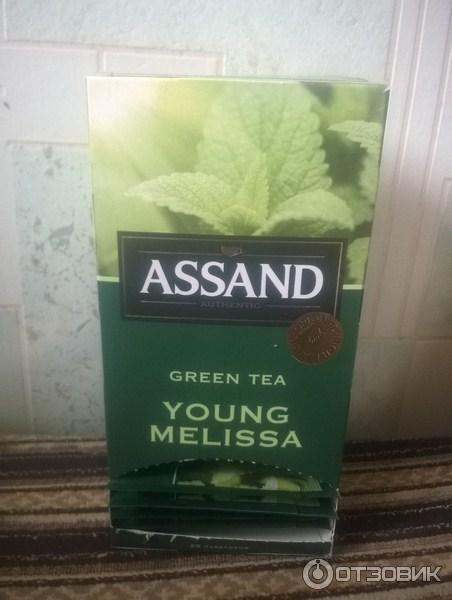 ASSAND
AUTHENTIC
GREEN TEA
YOUNG
MELISSA
ОТЗОВИК